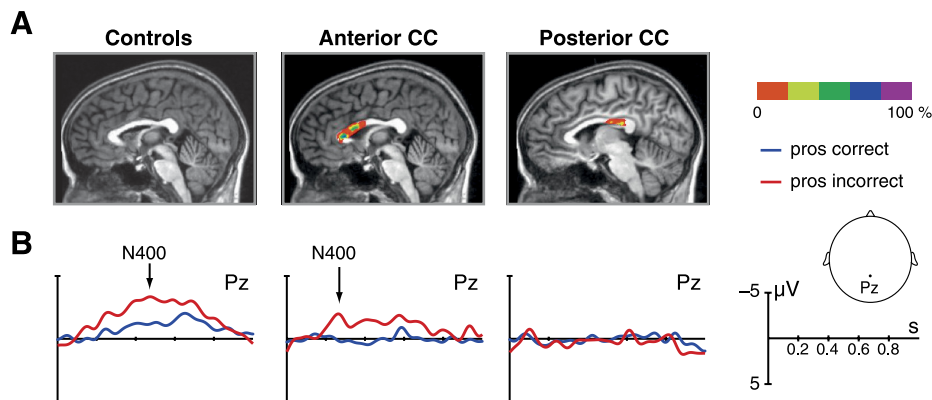 A
Controls
Anterior CC
Posterior CC
0
100 %
pros correct
pros incorrect
B
N400
Pz
N400
Pz
Pz
Pz
–5
µV
s
0.2 0.4 0.6 0.8
5